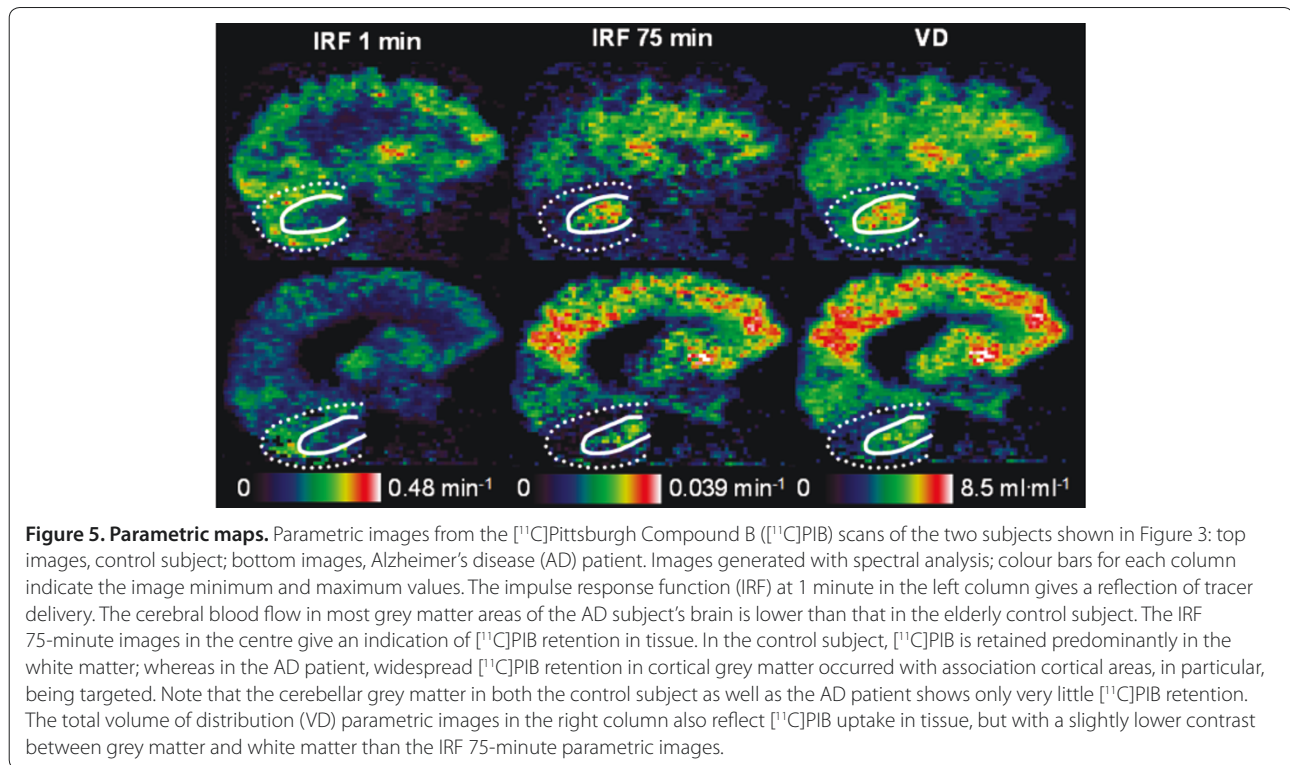 IRF 1 min IRF 75 min VD
0 0.48 min⁻¹ 0 0.039 min⁻¹ 0 8.5 ml·ml⁻¹
Figure 5. Parametric maps. Parametric images from the [¹¹C]Pittsburgh Compound B ([¹¹C]PIB) scans of the two subjects shown in Figure 3: top
images, control subject; bottom images, Alzheimer’s disease (AD) patient. Images generated with spectral analysis; colour bars for each column
indicate the image minimum and maximum values. The impulse response function (IRF) at 1 minute in the left column gives a reflection of tracer
delivery. The cerebral blood flow in most grey matter areas of the AD subject’s brain is lower than that in the elderly control subject. The IRF
75-minute images in the centre give an indication of [¹¹C]PIB retention in tissue. In the control subject, [¹¹C]PIB is retained predominantly in the
white matter; whereas in the AD patient, widespread [¹¹C]PIB retention in cortical grey matter occurred with association cortical areas, in particular,
being targeted. Note that the cerebellar grey matter in both the control subject as well as the AD patient shows only very little [¹¹C]PIB retention.
The total volume of distribution (VD) parametric images in the right column also reflect [¹¹C]PIB uptake in tissue, but with a slightly lower contrast
between grey matter and white matter than the IRF 75-minute parametric images.